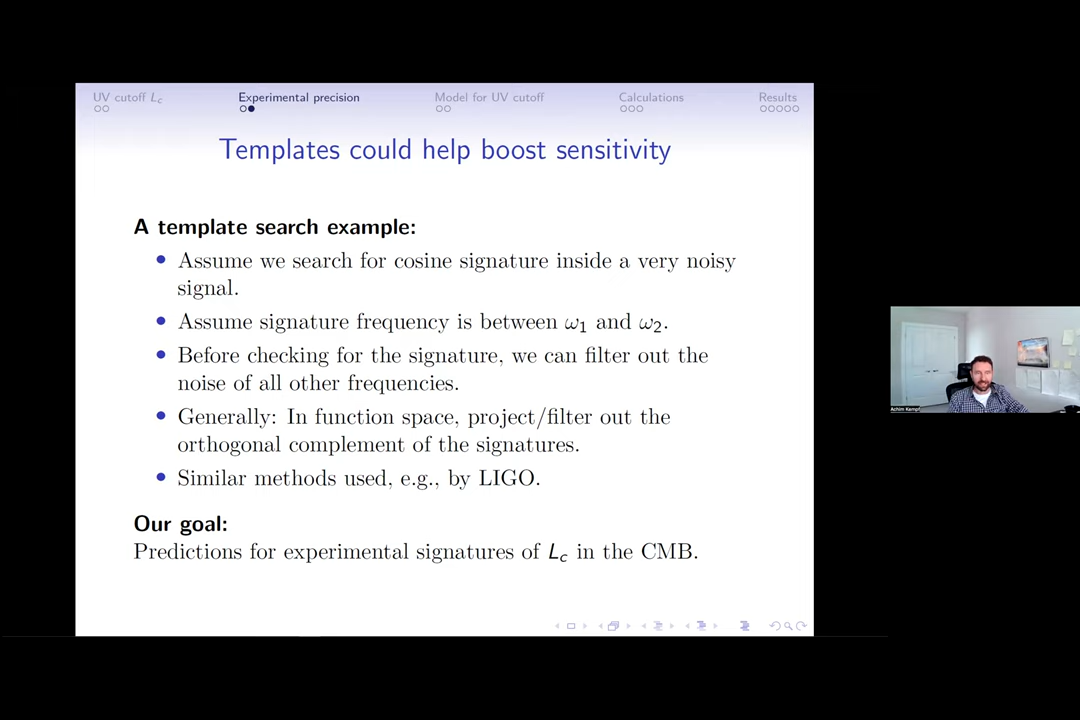 UV cutoff Lc Experimental precision Model for UV cutoff Calculations Results
Templates could help boost sensitivity
A template search example:
• Assume we search for cosine signature inside a very noisy
signal.
• Assume signature frequency is between ω₁ and ω₂.
• Before checking for the signature, we can filter out the
noise of all other frequencies.
• Generally: In function space, project/filter out the
orthogonal complement of the signatures.
• Similar methods used, e.g., by LIGO.
Our goal:
Predictions for experimental signatures of Lc in the CMB.
Achim Kempf